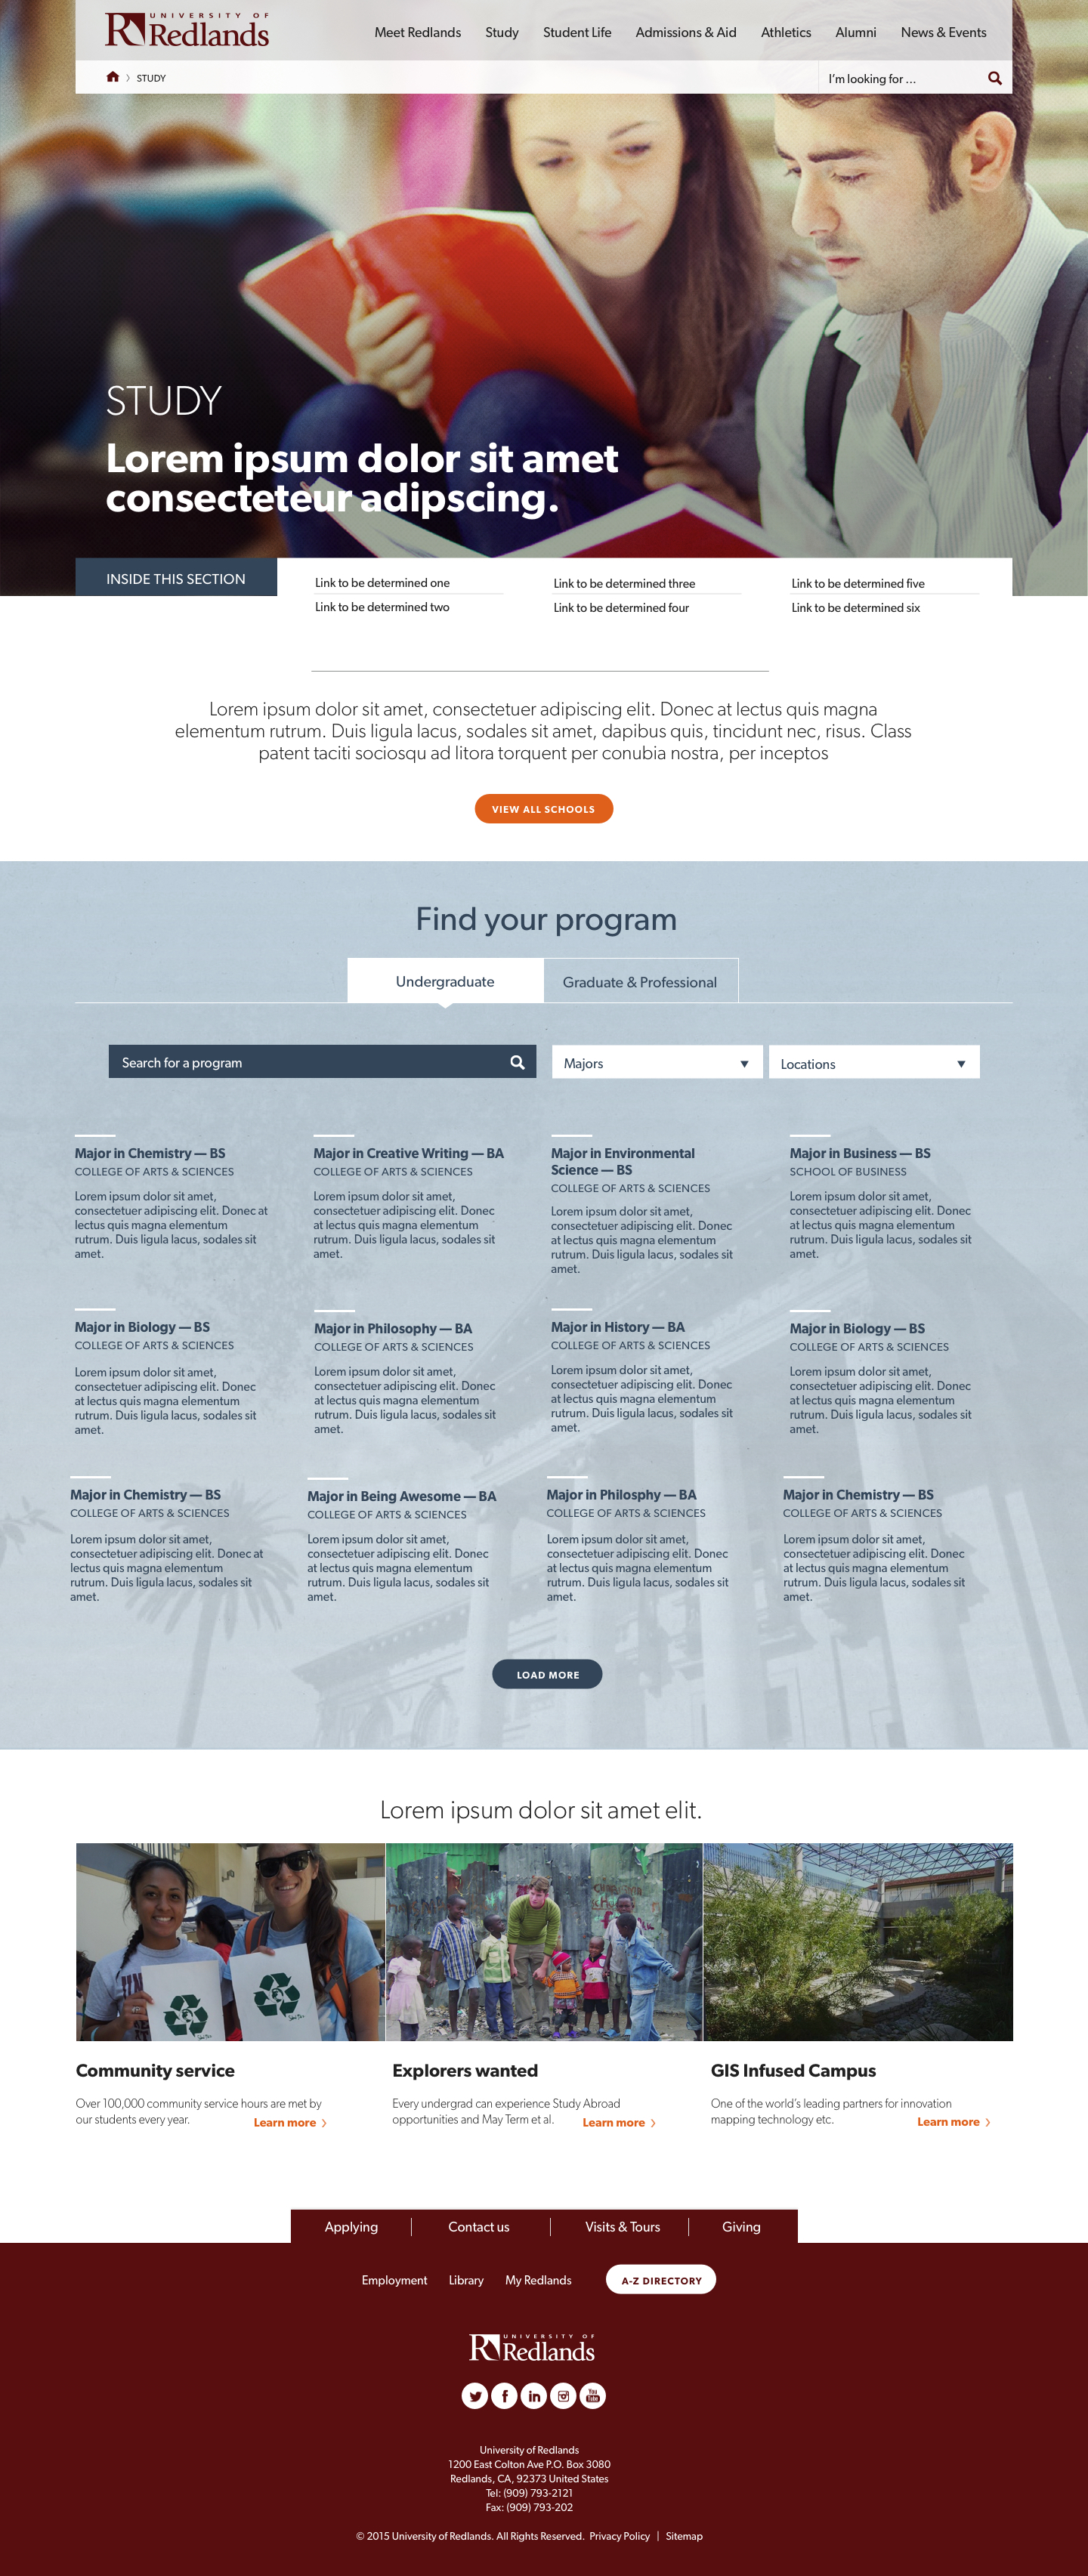 UNIVERSITY OF
Redlands
Meet Redlands Study Student Life Admissions & Aid Athletics Alumni News & Events
STUDY
I'm looking for ...
STUDY
Lorem ipsum dolor sit amet
consecteteur adipscing.
INSIDE THIS SECTION
Link to be determined one
Link to be determined two
Link to be determined three
Link to be determined four
Link to be determined five
Link to be determined six
Lorem ipsum dolor sit amet, consectetuer adipiscing elit. Donec at lectus quis magna
elementum rutrum. Duis ligula lacus, sodales sit amet, dapibus quis, tincidunt nec, risus. Class
patent taciti sociosqu ad litora torquent per conubia nostra, per inceptos
VIEW ALL SCHOOLS
Find your program
Undergraduate
Graduate & Professional
Search for a program
Majors
Locations
Major in Chemistry — BS
COLLEGE OF ARTS & SCIENCES
Lorem ipsum dolor sit amet,
consectetuer adipiscing elit. Donec at
lectus quis magna elementum
rutrum. Duis ligula lacus, sodales sit
amet.
Major in Creative Writing — BA
COLLEGE OF ARTS & SCIENCES
Lorem ipsum dolor sit amet,
consectetuer adipiscing elit. Donec
at lectus quis magna elementum
rutrum. Duis ligula lacus, sodales sit
amet.
Major in Environmental
Science — BS
COLLEGE OF ARTS & SCIENCES
Lorem ipsum dolor sit amet,
consectetuer adipiscing elit. Donec
at lectus quis magna elementum
rutrum. Duis ligula lacus, sodales sit
amet.
Major in Business — BS
SCHOOL OF BUSINESS
Lorem ipsum dolor sit amet,
consectetuer adipiscing elit. Donec
at lectus quis magna elementum
rutrum. Duis ligula lacus, sodales sit
amet.
Major in Biology — BS
COLLEGE OF ARTS & SCIENCES
Lorem ipsum dolor sit amet,
consectetuer adipiscing elit. Donec
at lectus quis magna elementum
rutrum. Duis ligula lacus, sodales sit
amet.
Major in Philosophy — BA
COLLEGE OF ARTS & SCIENCES
Lorem ipsum dolor sit amet,
consectetuer adipiscing elit. Donec
at lectus quis magna elementum
rutrum. Duis ligula lacus, sodales sit
amet.
Major in History — BA
COLLEGE OF ARTS & SCIENCES
Lorem ipsum dolor sit amet,
consectetuer adipiscing elit. Donec
at lectus quis magna elementum
rutrum. Duis ligula lacus, sodales sit
amet.
Major in Biology — BS
COLLEGE OF ARTS & SCIENCES
Lorem ipsum dolor sit amet,
consectetuer adipiscing elit. Donec
at lectus quis magna elementum
rutrum. Duis ligula lacus, sodales sit
amet.
Major in Chemistry — BS
COLLEGE OF ARTS & SCIENCES
Lorem ipsum dolor sit amet,
consectetuer adipiscing elit. Donec at
lectus quis magna elementum
rutrum. Duis ligula lacus, sodales sit
amet.
Major in Being Awesome — BA
COLLEGE OF ARTS & SCIENCES
Lorem ipsum dolor sit amet,
consectetuer adipiscing elit. Donec
at lectus quis magna elementum
rutrum. Duis ligula lacus, sodales sit
amet.
Major in Philosphy — BA
COLLEGE OF ARTS & SCIENCES
Lorem ipsum dolor sit amet,
consectetuer adipiscing elit. Donec
at lectus quis magna elementum
rutrum. Duis ligula lacus, sodales sit
amet.
Major in Chemistry — BS
COLLEGE OF ARTS & SCIENCES
Lorem ipsum dolor sit amet,
consectetuer adipiscing elit. Donec
at lectus quis magna elementum
rutrum. Duis ligula lacus, sodales sit
amet.
LOAD MORE
Lorem ipsum dolor sit amet elit.
Community service
Over 100,000 community service hours are met by
our students every year.
Learn more
Explorers wanted
Every undergrad can experience Study Abroad
opportunities and May Term et al.
Learn more
GIS Infused Campus
One of the world's leading partners for innovation
mapping technology etc.
Learn more
Applying Contact us Visits & Tours Giving
Employment Library My Redlands A-Z DIRECTORY
UNIVERSITY OF
Redlands
You
Tube
University of Redlands
1200 East Colton Ave P.O. Box 3080
Redlands, CA, 92373 United States
Tel: (909) 793-2121
Fax: (909) 793-202
© 2015 University of Redlands. All Rights Reserved. Privacy Policy | Sitemap